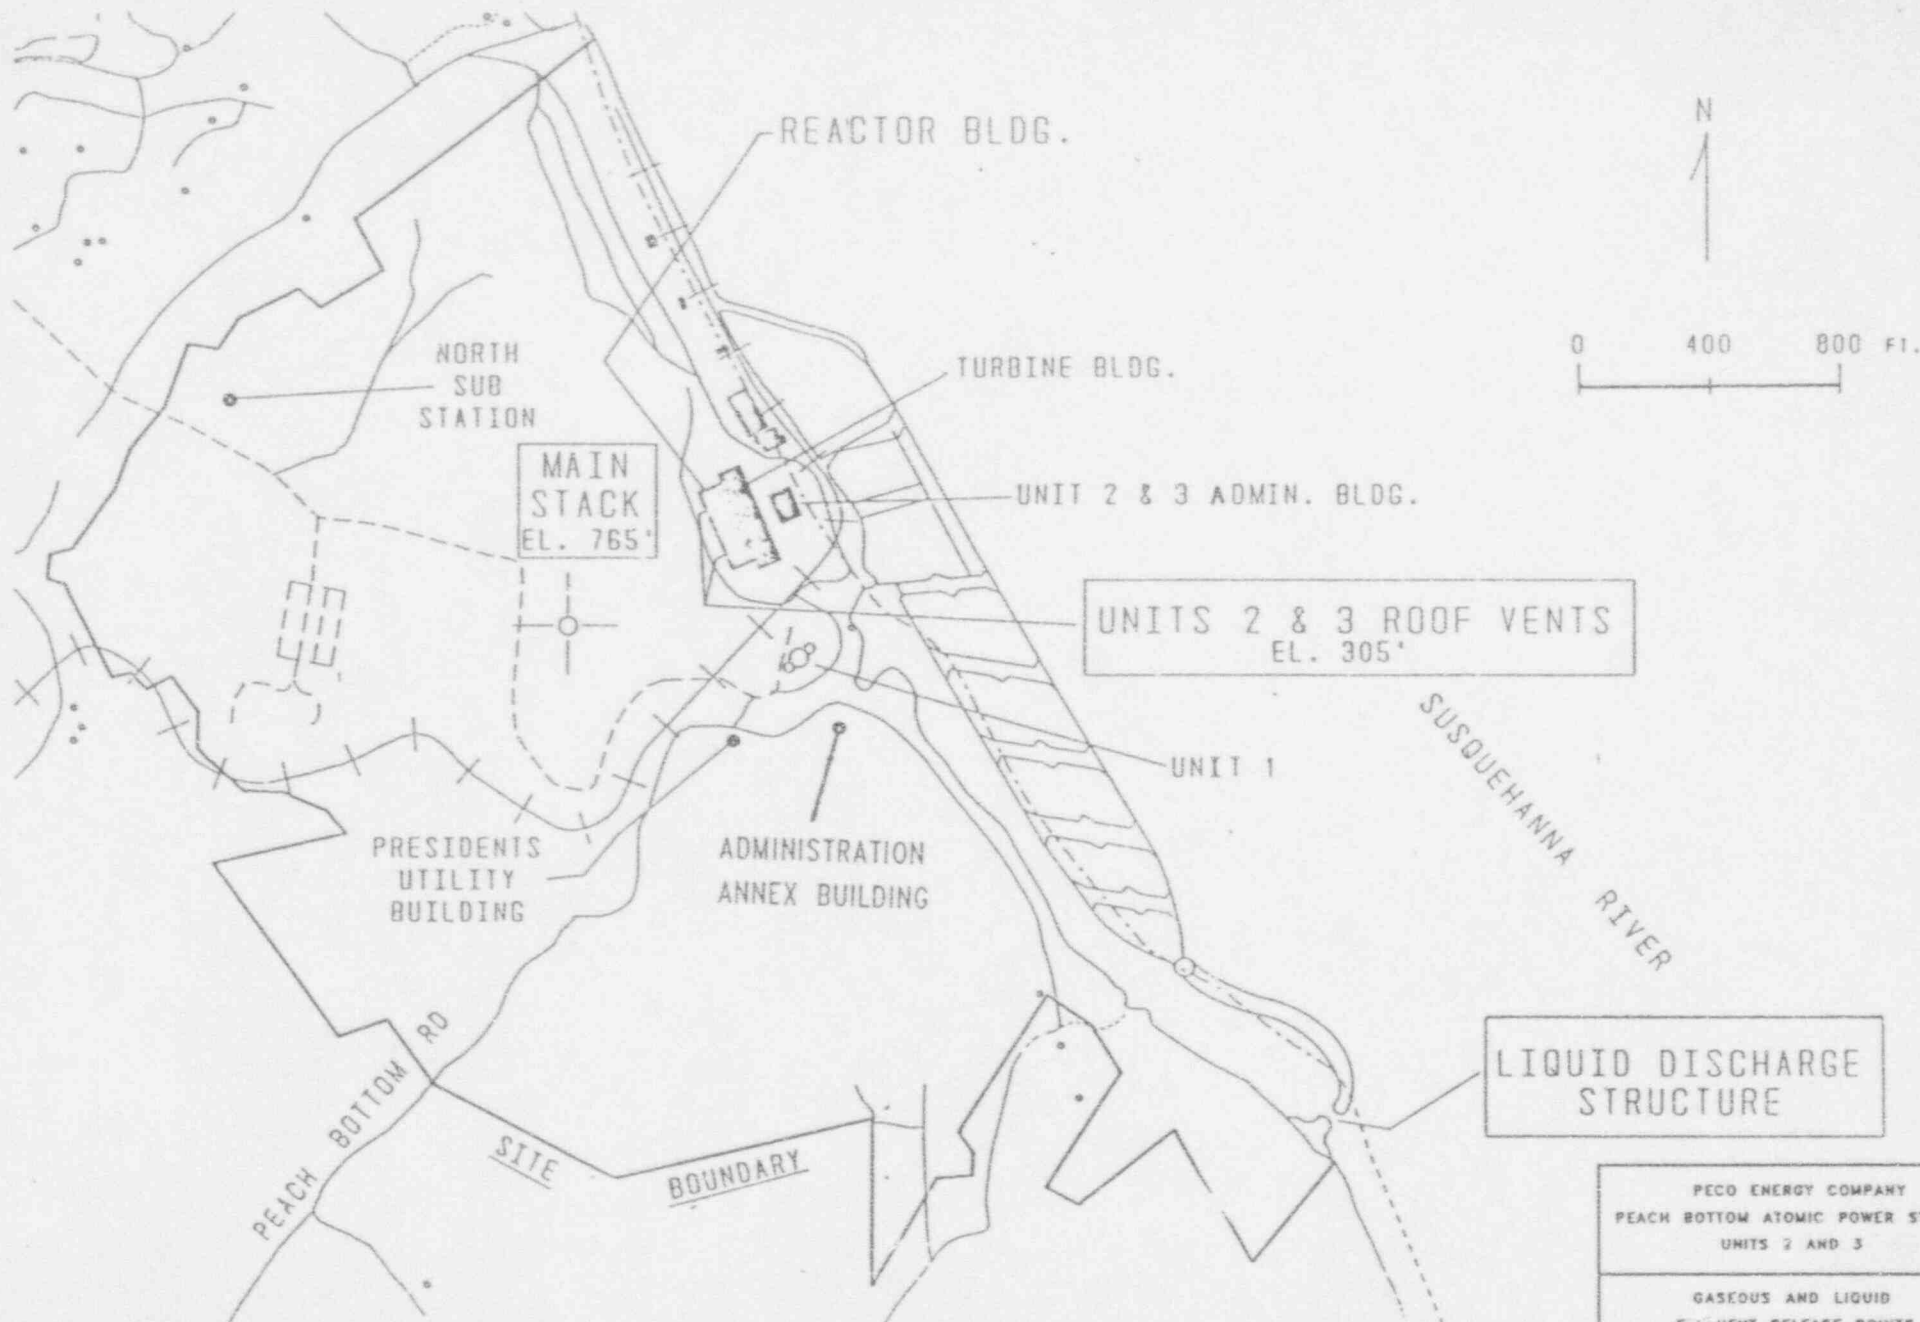 REACTOR BLDG.
N
0 400 800 FT.
NORTH
SUB
STATION
TURBINE BLDG.
MAIN
STACK
EL. 765'
UNIT 2 & 3 ADMIN. BLDG.
UNITS 2 & 3 ROOF VENTS
EL. 305'
SUSQUEHANNA RIVER
UNIT 1
PRESIDENTS
UTILITY
BUILDING
ADMINISTRATION
ANNEX BUILDING
PEACH BOTTOM RD
SITE BOUNDARY
LIQUID DISCHARGE
STRUCTURE
PECO ENERGY COMPANY
PEACH BOTTOM ATOMIC POWER
UNITS 2 AND 3
GASEOUS AND LIQUID
RELEASE POINTS